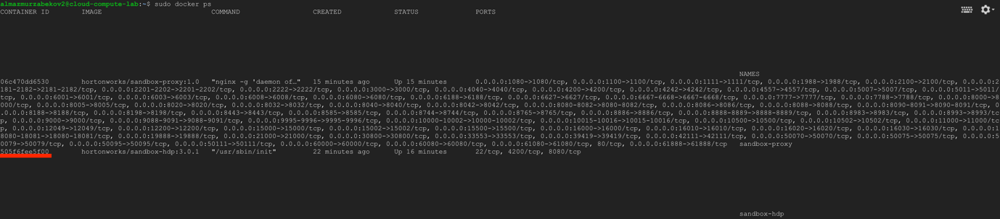 almazmurzabekov2@cloud-compute-lab:~$ sudo docker ps
CONTAINER ID IMAGE COMMAND CREATED STATUS PORTS
NAMES
06c470dd6530 hortonworks/sandbox-proxy:1.0 "nginx -g 'daemon of…" 15 minutes ago Up 15 minutes 0.0.0.0:1080->1080/tcp, 0.0.0.0:1100->1100/tcp, 0.0.0.0:1111->1111/tcp, 0.0.0.0:1988->1988/tcp, 0.0.0.0:2100->2100/tcp, 0.0.0.0:2
181-2182->2181-2182/tcp, 0.0.0.0:2201-2202->2201-2202/tcp, 0.0.0.0:2222->2222/tcp, 0.0.0.0:3000->3000/tcp, 0.0.0.0:4040->4040/tcp, 0.0.0.0:4200->4200/tcp, 0.0.0.0:4242->4242/tcp, 0.0.0.0:4557->4557/tcp, 0.0.0.0:5007->5007/tcp, 0.0.0.0:5011->5011/
tcp, 0.0.0.0:6001->6001/tcp, 0.0.0.0:6003->6003/tcp, 0.0.0.0:6008->6008/tcp, 0.0.0.0:6080->6080/tcp, 0.0.0.0:6188->6188/tcp, 0.0.0.0:6627->6627/tcp, 0.0.0.0:6667-6668->6667-6668/tcp, 0.0.0.0:7777->7777/tcp, 0.0.0.0:7788->7788/tcp, 0.0.0.0:8000->8
000/tcp, 0.0.0.0:8005->8005/tcp, 0.0.0.0:8020->8020/tcp, 0.0.0.0:8032->8032/tcp, 0.0.0.0:8040->8040/tcp, 0.0.0.0:8042->8042/tcp, 0.0.0.0:8080-8082->8080-8082/tcp, 0.0.0.0:8086->8086/tcp, 0.0.0.0:8088->8088/tcp, 0.0.0.0:8090-8091->8090-8091/tcp, 0
.0.0.0:8188->8188/tcp, 0.0.0.0:8198->8198/tcp, 0.0.0.0:8443->8443/tcp, 0.0.0.0:8585->8585/tcp, 0.0.0.0:8744->8744/tcp, 0.0.0.0:8765->8765/tcp, 0.0.0.0:8886->8886/tcp, 0.0.0.0:8888-8889->8888-8889/tcp, 0.0.0.0:8983->8983/tcp, 0.0.0.0:8993->8993/tc
p, 0.0.0.0:9000->9000/tcp, 0.0.0.0:9088-9091->9088-9091/tcp, 0.0.0.0:9995-9996->9995-9996/tcp, 0.0.0.0:10000-10002->10000-10002/tcp, 0.0.0.0:10015-10016->10015-10016/tcp, 0.0.0.0:10500->10500/tcp, 0.0.0.0:10502->10502/tcp, 0.0.0.0:11000->11000/tc
p, 0.0.0.0:12049->12049/tcp, 0.0.0.0:12200->12200/tcp, 0.0.0.0:15000->15000/tcp, 0.0.0.0:15002->15002/tcp, 0.0.0.0:15500->15500/tcp, 0.0.0.0:16000->16000/tcp, 0.0.0.0:16010->16010/tcp, 0.0.0.0:16020->16020/tcp, 0.0.0.0:16030->16030/tcp, 0.0.0.0:1
8080-18081->18080-18081/tcp, 0.0.0.0:19888->19888/tcp, 0.0.0.0:21000->21000/tcp, 0.0.0.0:30800->30800/tcp, 0.0.0.0:33553->33553/tcp, 0.0.0.0:39419->39419/tcp, 0.0.0.0:42111->42111/tcp, 0.0.0.0:50070->50070/tcp, 0.0.0.0:50075->50075/tcp, 0.0.0.0:5
0079->50079/tcp, 0.0.0.0:50095->50095/tcp, 0.0.0.0:50111->50111/tcp, 0.0.0.0:60000->60000/tcp, 0.0.0.0:60080->60080/tcp, 0.0.0.0:61080->61080/tcp, 80/tcp, 0.0.0.0:61888->61888/tcp sandbox-proxy
505f6fee5f00 hortonworks/sandbox-hdp:3.0.1 "/usr/sbin/init" 22 minutes ago Up 16 minutes 22/tcp, 4200/tcp, 8080/tcp
sandbox-hdp